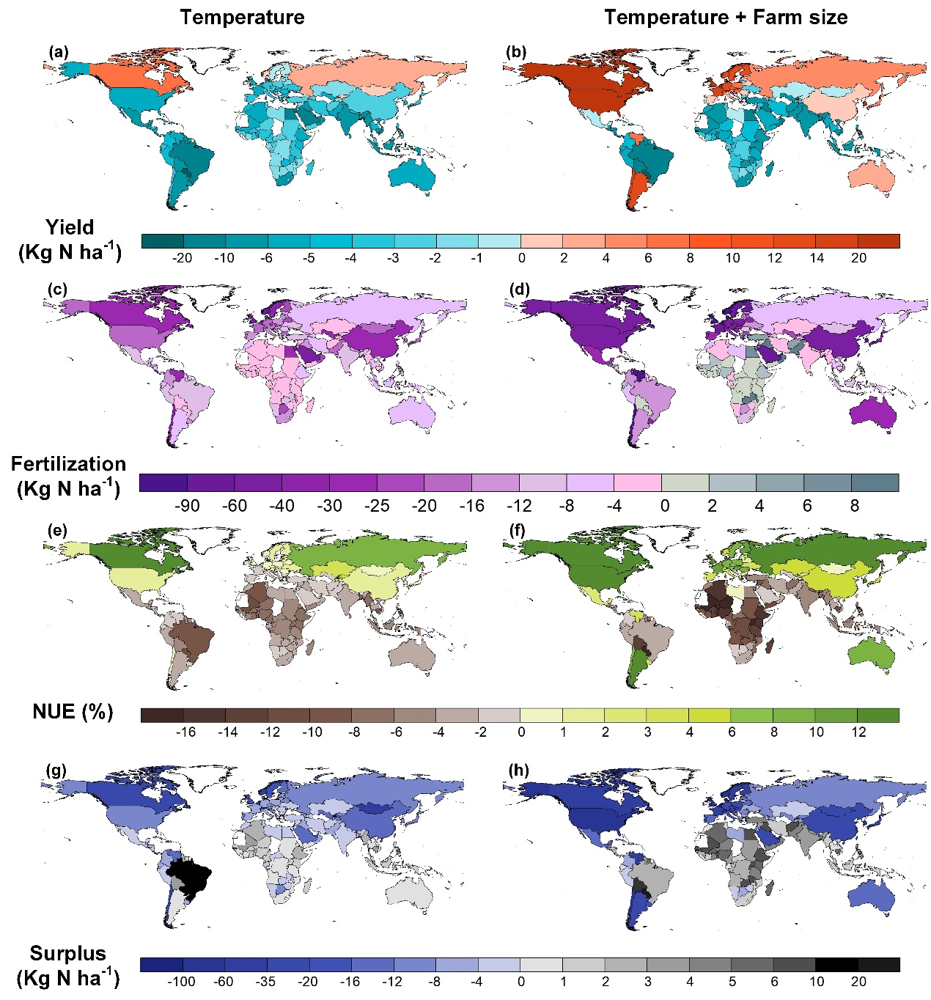 Temperature
Temperature + Farm size
(a)
(b)
Yield
(Kg N ha-1)
-20 -10 -6 -5 -4 -3 -2 -1 0 2 4 6 8 10 12 14 20
(c)
(d)
Fertilization
(Kg N ha-1)
-90 -60 -40 -30 -25 -20 -16 -12 -8 -4 0 2 4 6 8
(e)
(f)
NUE (%)
-16 -14 -12 -10 -8 -6 -4 -2 0 1 2 3 4 6 8 10 12
(g)
(h)
Surplus
(Kg N ha-1)
-100 -60 -35 -20 -16 -12 -8 -4 0 1 2 3 4 5 6 10 20